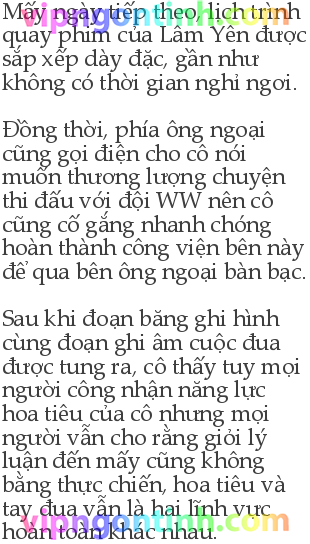 Mấy ngày tiếp theo, lịch trình
quay phim của Lâm Yên được
sắp xếp dày đặc, gần như
không có thời gian nghỉ ngơi.
Đồng thời, phía ông ngoại
cũng gọi điện cho cô nói
muốn thương lượng chuyện
thi đấu với đội WW nên cô
cũng cố gắng nhanh chóng
hoàn thành công viện bên này
để qua bên ông ngoại bàn bạc.
Sau khi đoạn băng ghi hình
cùng đoạn ghi âm cuộc đua
được tung ra, cô thấy tuy mọi
người công nhận năng lực
hoa tiêu của cô nhưng mọi
người vẫn cho rằng giỏi lý
luận đến mấy cũng không
bằng thực chiến, hoa tiêu và
tay đua vẫn là hai lĩnh vực
hoàn toàn khác nhau.
vipngontinh.com
vipngontinh.com